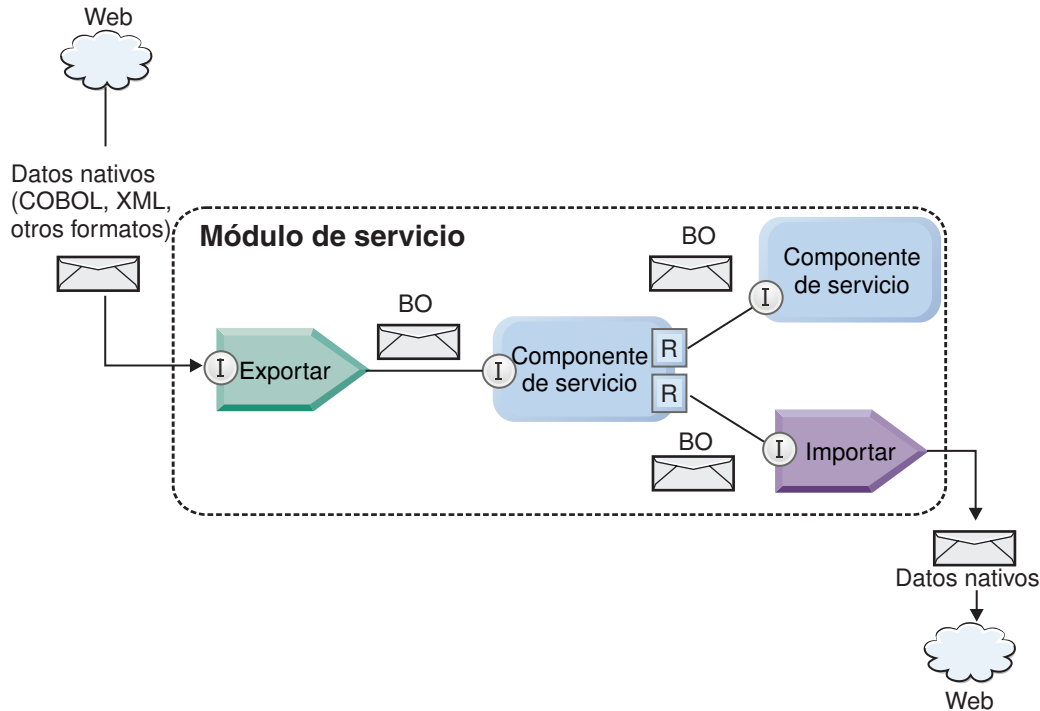 Web
Datos nativos
(COBOL, XML,
otros formatos)
Módulo de servicio
BO
Componente
de servicio
I
BO
I
Exportar
I
Componente
de servicio
R
R
BO
I
Importar
Datos nativos
Web